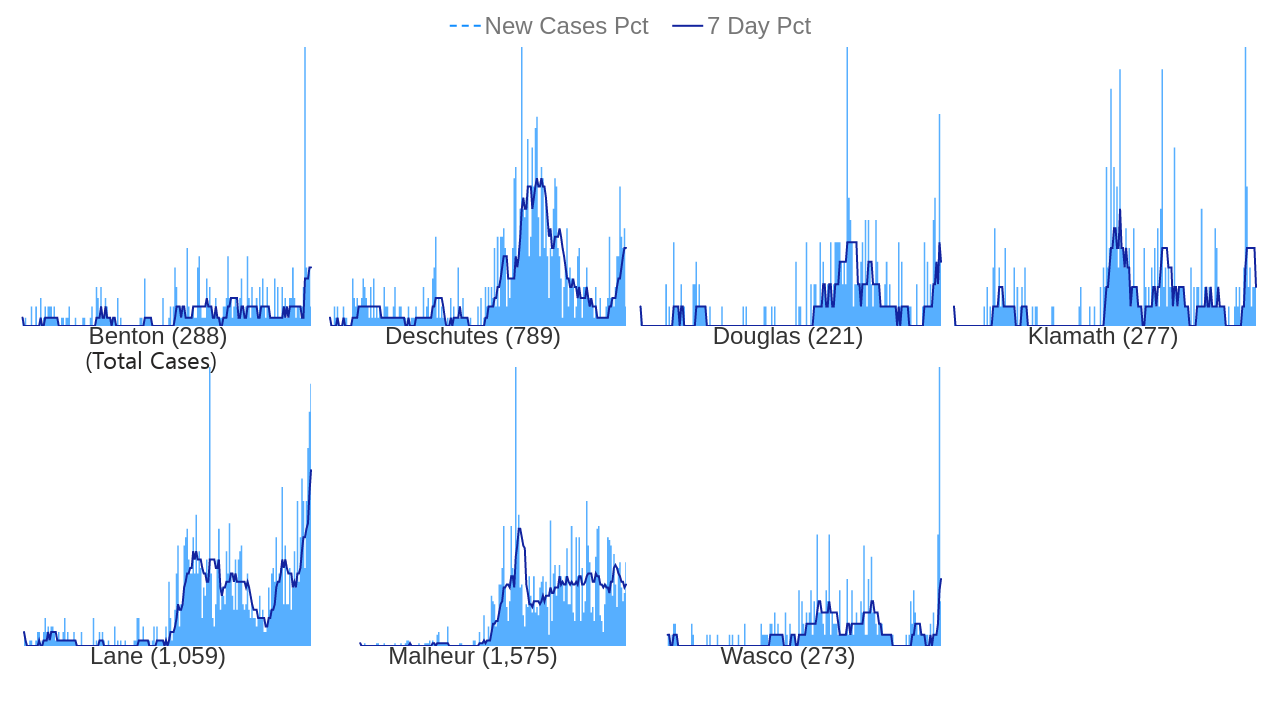 New Cases Pct 7 Day Pct
Benton (288) Deschutes (789) Douglas (221) Klamath (277)
(Total Cases)
Lane (1,059) Malheur (1,575) Wasco (273)